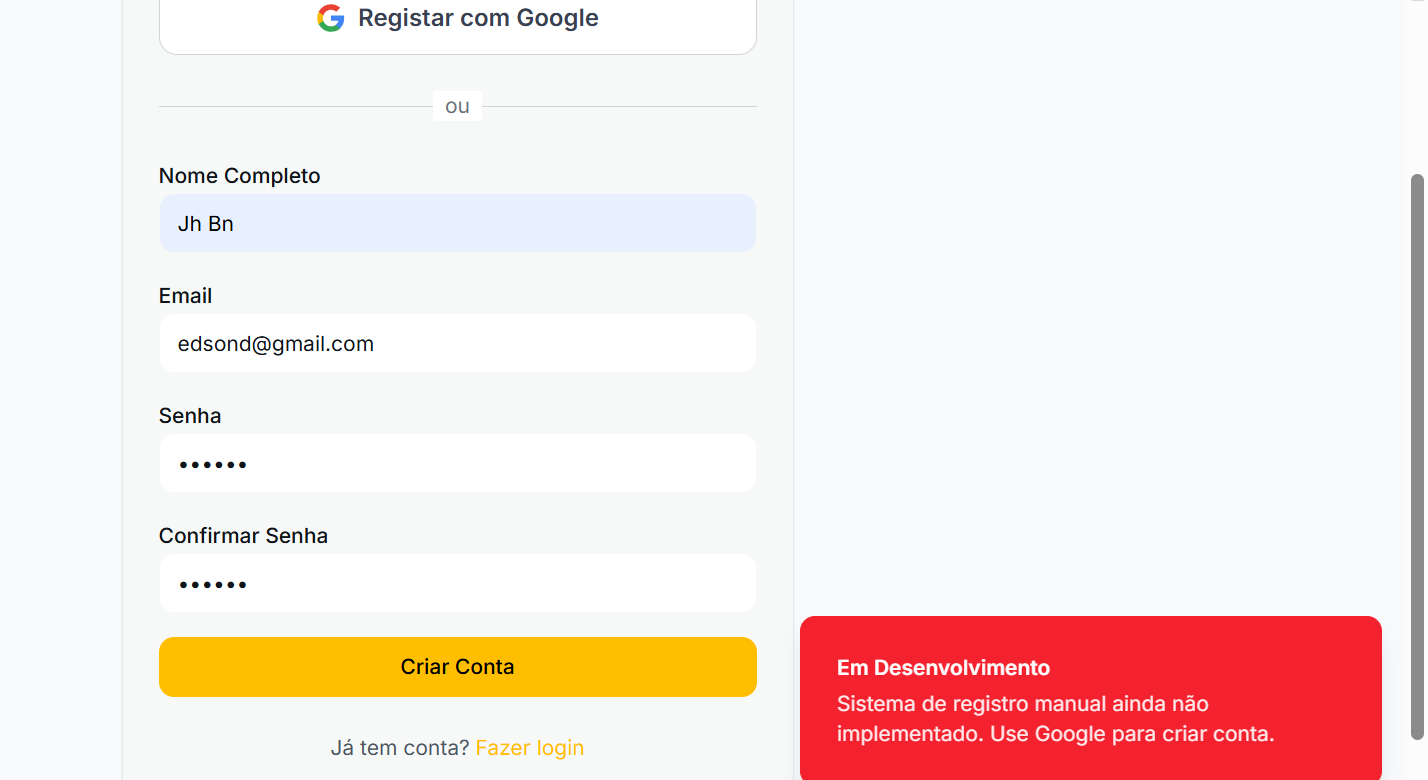 Registar com Google
ou
Nome Completo
Jh Bn
Email
edsond@gmail.com
Senha
••••••
Confirmar Senha
••••••
Criar Conta
Já tem conta? Fazer login
Em Desenvolvimento
Sistema de registro manual ainda não
implementado. Use Google para criar conta.